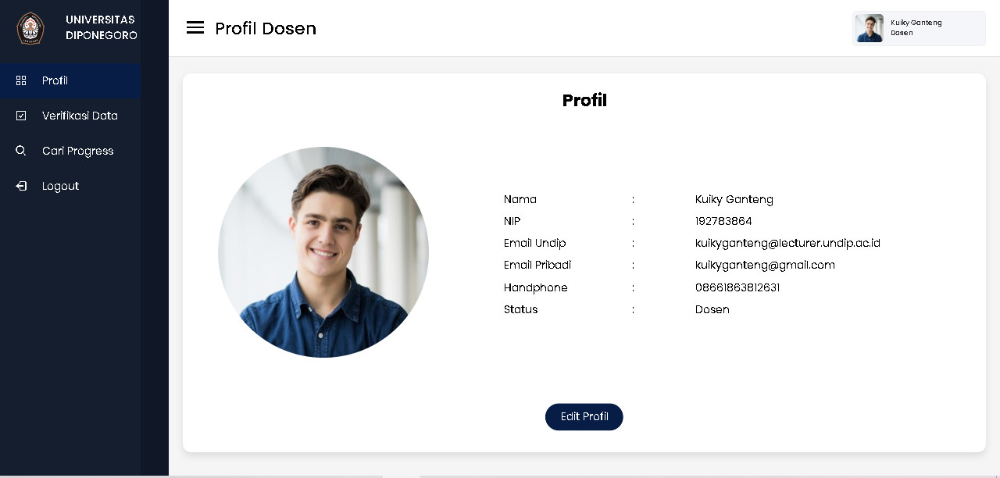 UNIVERSITAS
DIPONEGORO
Profil
Verifikasi Data
Cari Progress
Logout
Profil Dosen
Kuiky Ganteng
Dosen
Profil
Nama : Kuiky Ganteng
NIP : 192783864
Email Undip : kuikyganteng@lecturer.undip.ac.id
Email Pribadi : kuikyganteng@gmail.com
Handphone : 08661863812631
Status : Dosen
Edit Profil